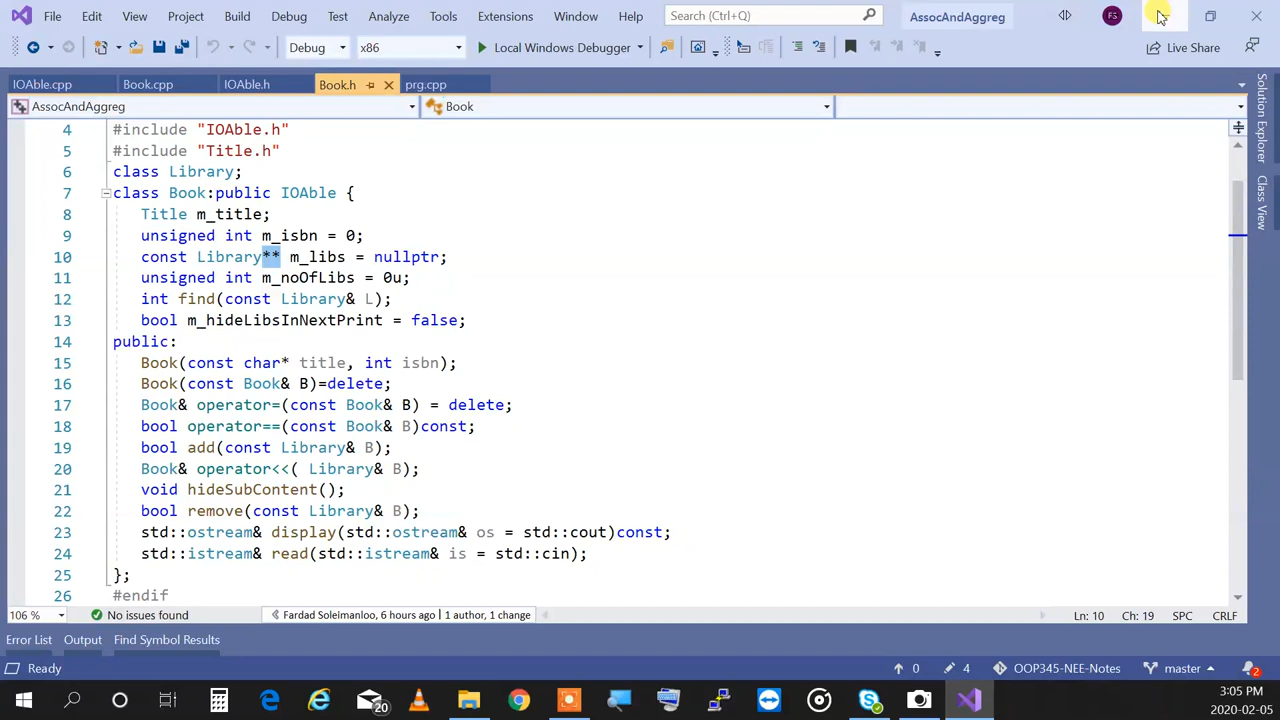 File Edit View Project Build Debug Test Analyze Tools Extensions Window Help Search (Ctrl+Q) AssocAndAggreg FS
Debug x86 Local Windows Debugger Live Share
IOAble.cpp Book.cpp IOAble.h Book.h prg.cpp
AssocAndAggreg Book
4 #include "IOAble.h"
5 #include "Title.h"
6 class Library;
7 class Book:public IOAble {
8 Title m_title;
9 unsigned int m_isbn = 0;
10 const Library** m_libs = nullptr;
11 unsigned int m_noOfLibs = 0u;
12 int find(const Library& L);
13 bool m_hideLibsInNextPrint = false;
14 public:
15 Book(const char* title, int isbn);
16 Book(const Book& B)=delete;
17 Book& operator=(const Book& B) = delete;
18 bool operator==(const Book& B)const;
19 bool add(const Library& B);
20 Book& operator<<( Library& B);
21 void hideSubContent();
22 bool remove(const Library& B);
23 std::ostream& display(std::ostream& os = std::cout)const;
24 std::istream& read(std::istream& is = std::cin);
25 };
26 #endif
106 % No issues found Fardad Soleimanloo, 6 hours ago | 1 author, 1 change Ln: 10 Ch: 19 SPC CRLF
Error List Output Find Symbol Results
Ready 0 4 OOP345-NEE-Notes master 2
20
3:05 PM
2020-02-05
Solution Explorer
Class View